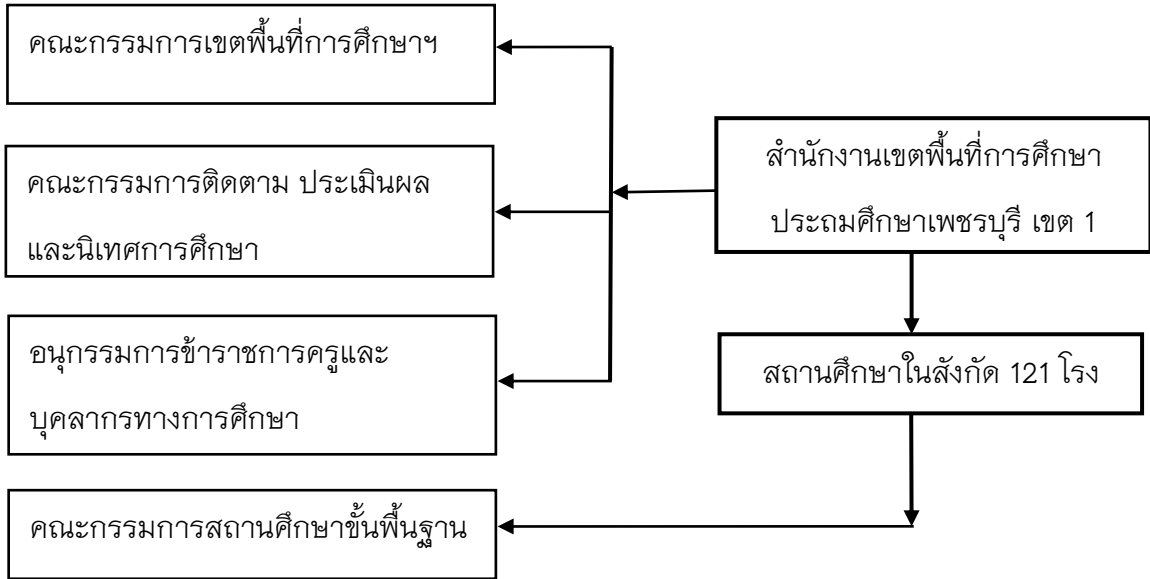 คณะกรรมการเขตพื้นที่การศึกษาฯ
สำนักงานเขตพื้นที่การศึกษา
ประถมศึกษาเพชรบุรี เขต 1
คณะกรรมการติดตาม ประเมินผล
และนิเทศการศึกษา
อนุกรรมการข้าราชการครูและ
บุคลากรทางการศึกษา
สถานศึกษาในสังกัด 121 โรง
คณะกรรมการสถานศึกษาขั้นพื้นฐาน